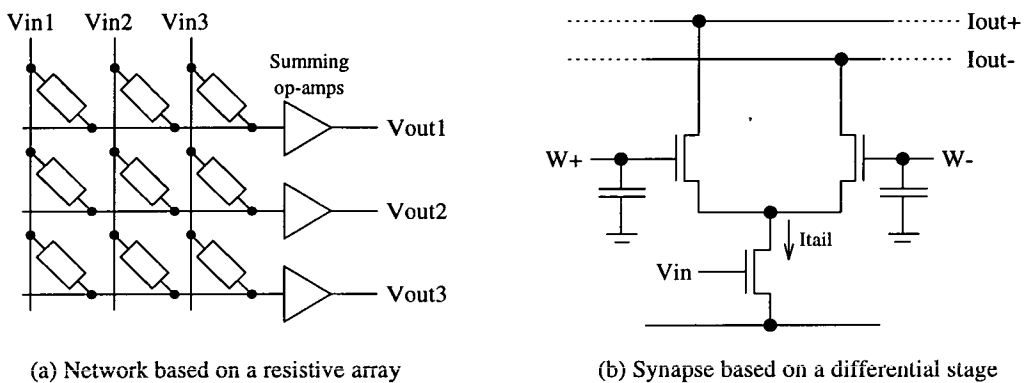 Vin1 Vin2 Vin3
Summing
op-amps
Vout1
Vout2
Vout3
(a) Network based on a resistive array
Iout+
Iout-
W+
W-
Itail
Vin
(b) Synapse based on a differential stage